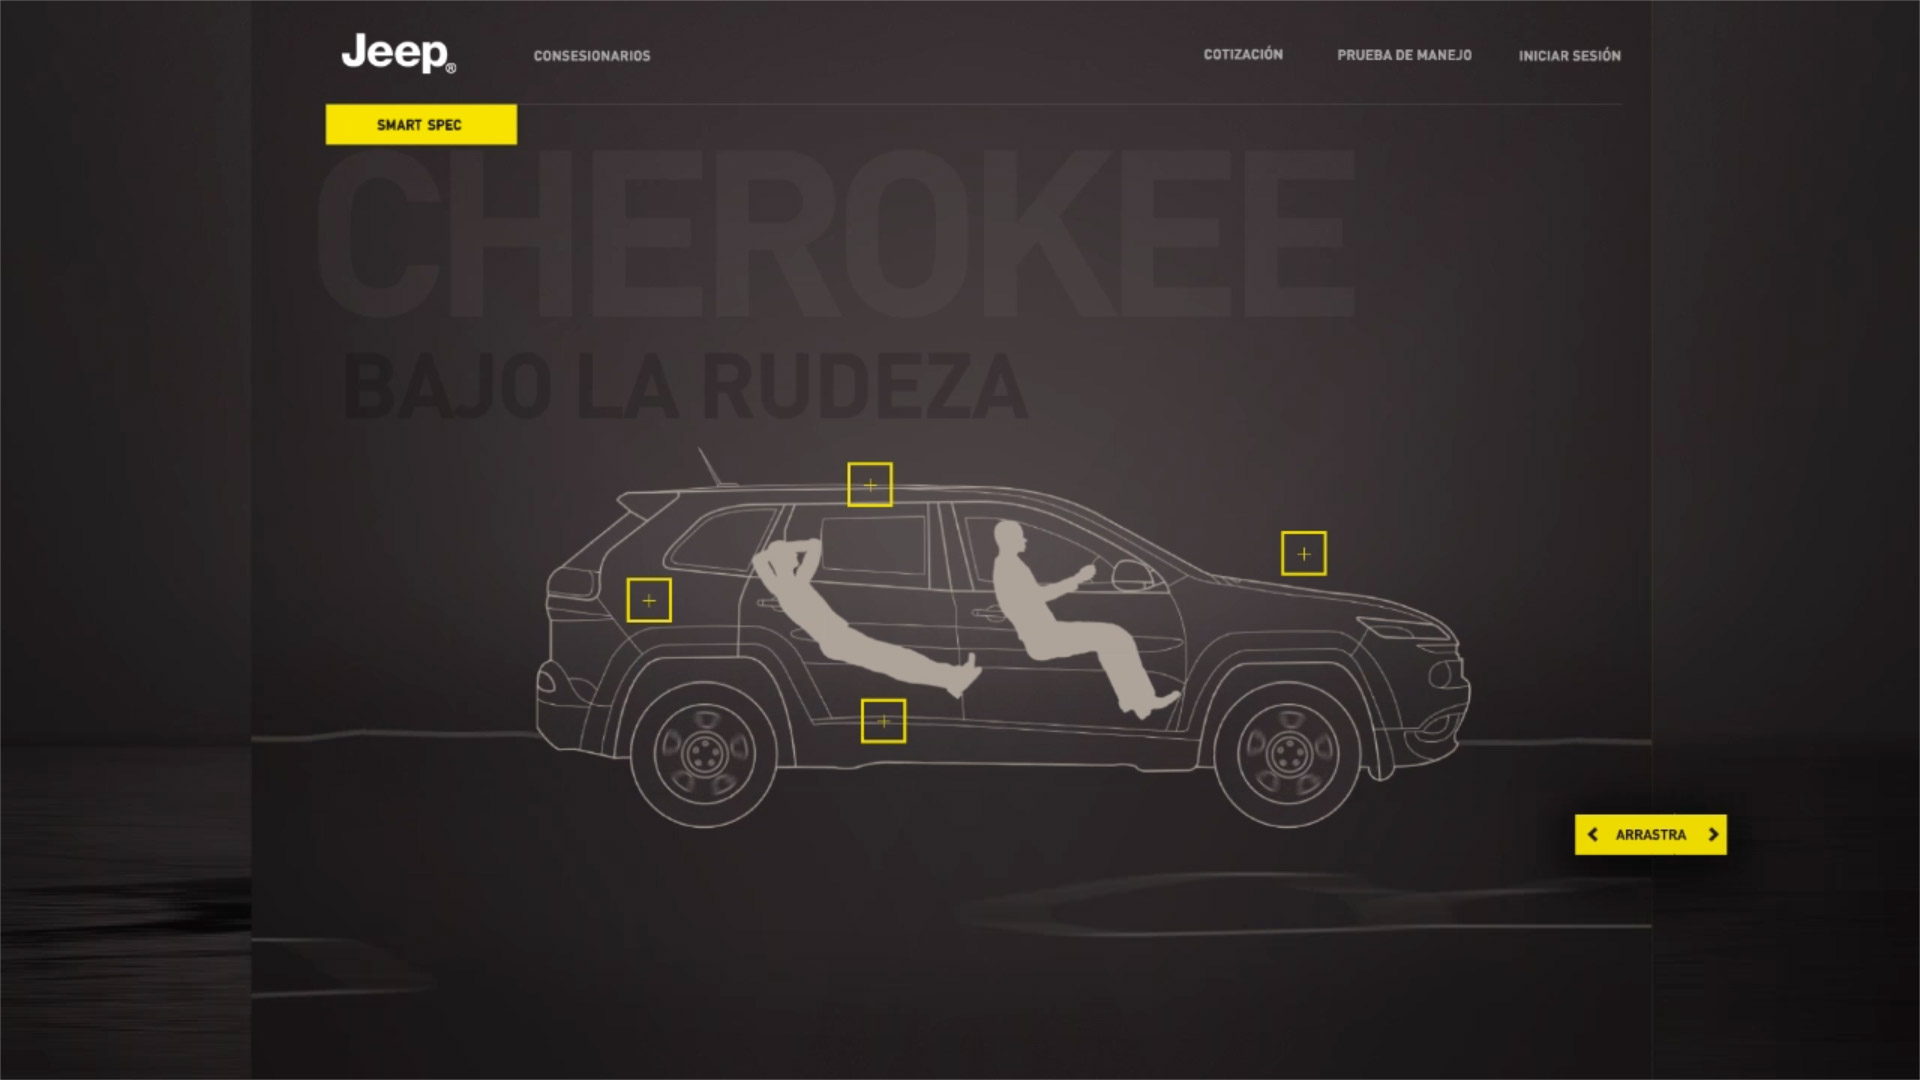 Jeep®
CONSESIONARIOS
COTIZACIÓN
PRUEBA DE MANEJO
INICIAR SESIÓN
SMART SPEC
CHEROKEE
BAJO LA RUDEZA
ARRASTRA